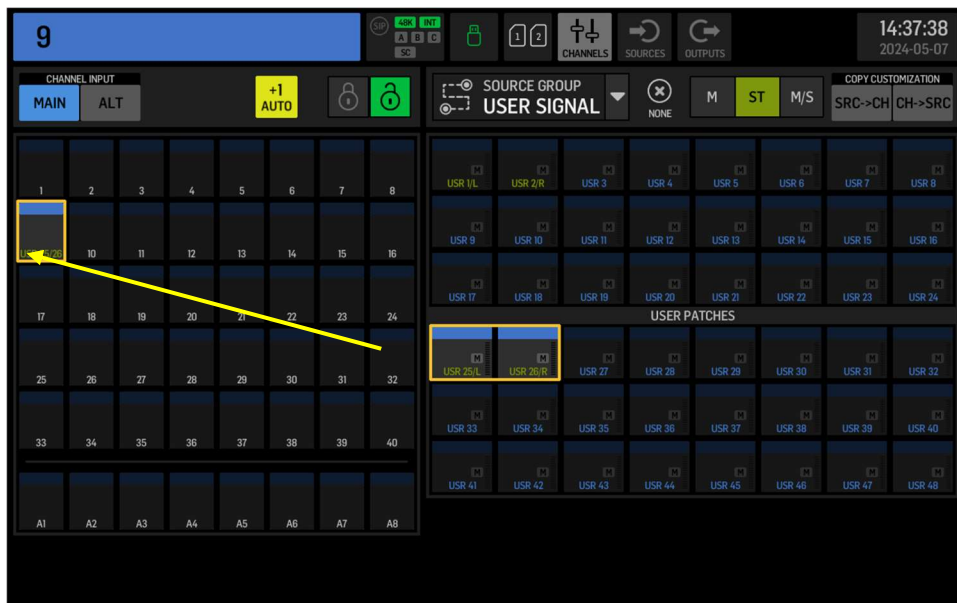 9
SIP 48K INT
A B C
SC
1 2
CHANNELS
SOURCES
OUTPUTS
14:37:38
2024-05-07
CHANNEL INPUT
MAIN ALT
+1
AUTO
SOURCE GROUP
USER SIGNAL
NONE
M ST M/S
COPY CUSTOMIZATION
SRC->CH CH->SRC
1 2 3 4 5 6 7 8
10 11 12 13 14 15 16
17 18 19 20 21 22 23 24
25 26 27 28 29 30 31 32
33 34 35 36 37 38 39 40
A1 A2 A3 A4 A5 A6 A7 A8
M M M M M M M M
USR 1/L USR 2/R USR 3 USR 4 USR 5 USR 6 USR 7 USR 8
M M M M M M M M
USR 9 USR 10 USR 11 USR 12 USR 13 USR 14 USR 15 USR 16
M M M M M M M M
USR 17 USR 18 USR 19 USR 20 USR 21 USR 22 USR 23 USR 24
USER PATCHES
M M M M M M M M
USR 25/L USR 26/R USR 27 USR 28 USR 29 USR 30 USR 31 USR 32
M M M M M M M M
USR 33 USR 34 USR 35 USR 36 USR 37 USR 38 USR 39 USR 40
M M M M M M M M
USR 41 USR 42 USR 43 USR 44 USR 45 USR 46 USR 47 USR 48